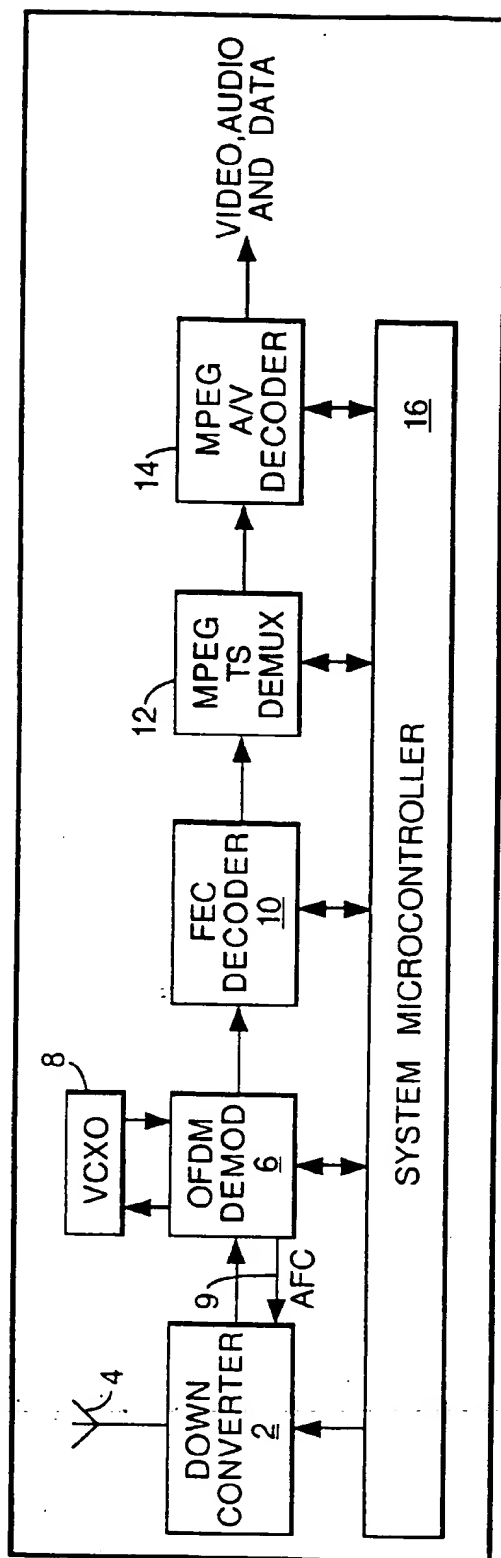 4
DOWN
CONVERTER
2
9
AFC
8
VCXO
OFDM
DEMOD
6
FEC
DECODER
10
12
MPEG
TS
DEMUX
14
MPEG
A/V
DECODER
VIDEO, AUDIO
AND DATA
SYSTEM MICROCONTROLLER
16